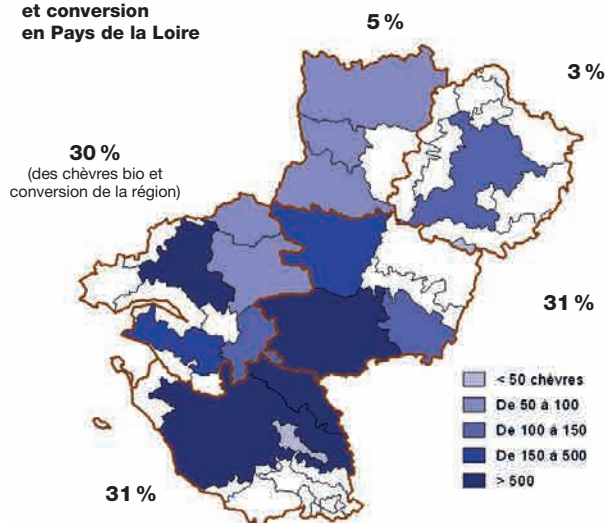 et conversion
en Pays de la Loire
5 %
3 %
30 %
(des chèvres bio et
conversion de la région)
31 %
< 50 chèvres
De 50 à 100
De 100 à 150
De 150 à 500
> 500
31 %